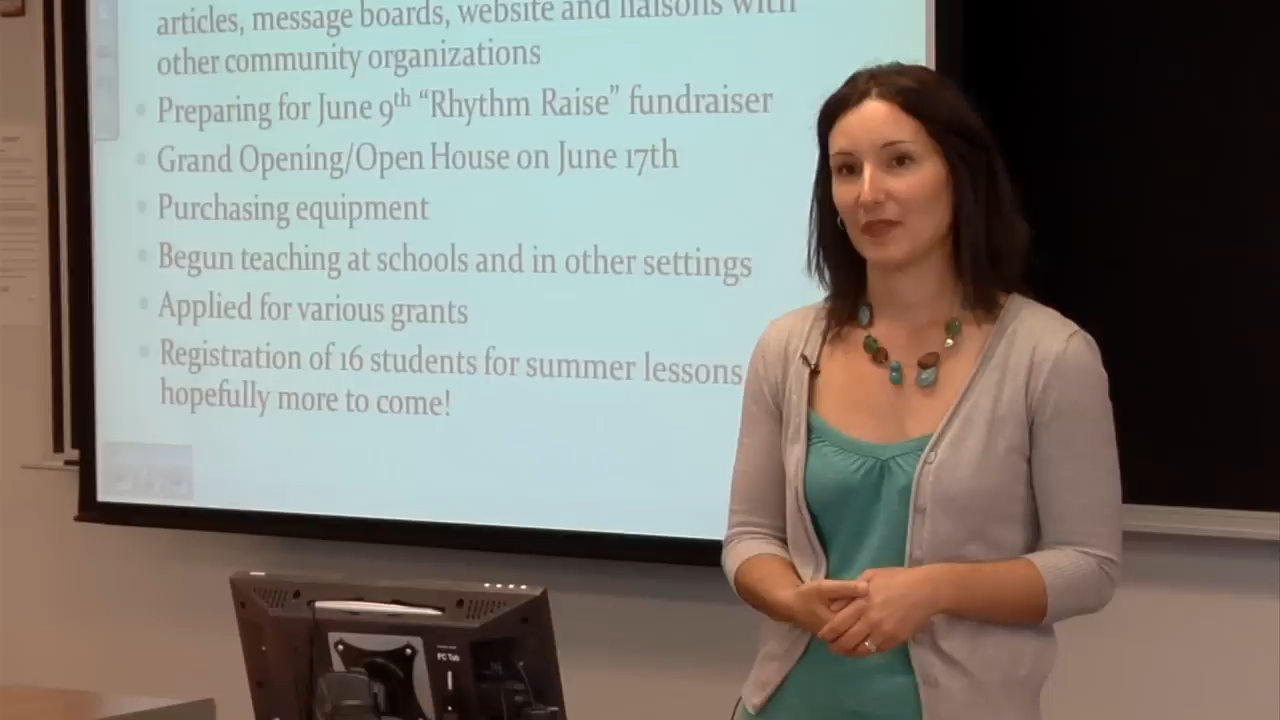 articles, message boards, website and liaisons with
other community organizations
Preparing for June 9th “Rhythm Raise” fundraiser
Grand Opening/Open House on June 17th
Purchasing equipment
Begun teaching at schools and in other settings
Applied for various grants
Registration of 16 students for summer lessons
hopefully more to come!
PC Tab